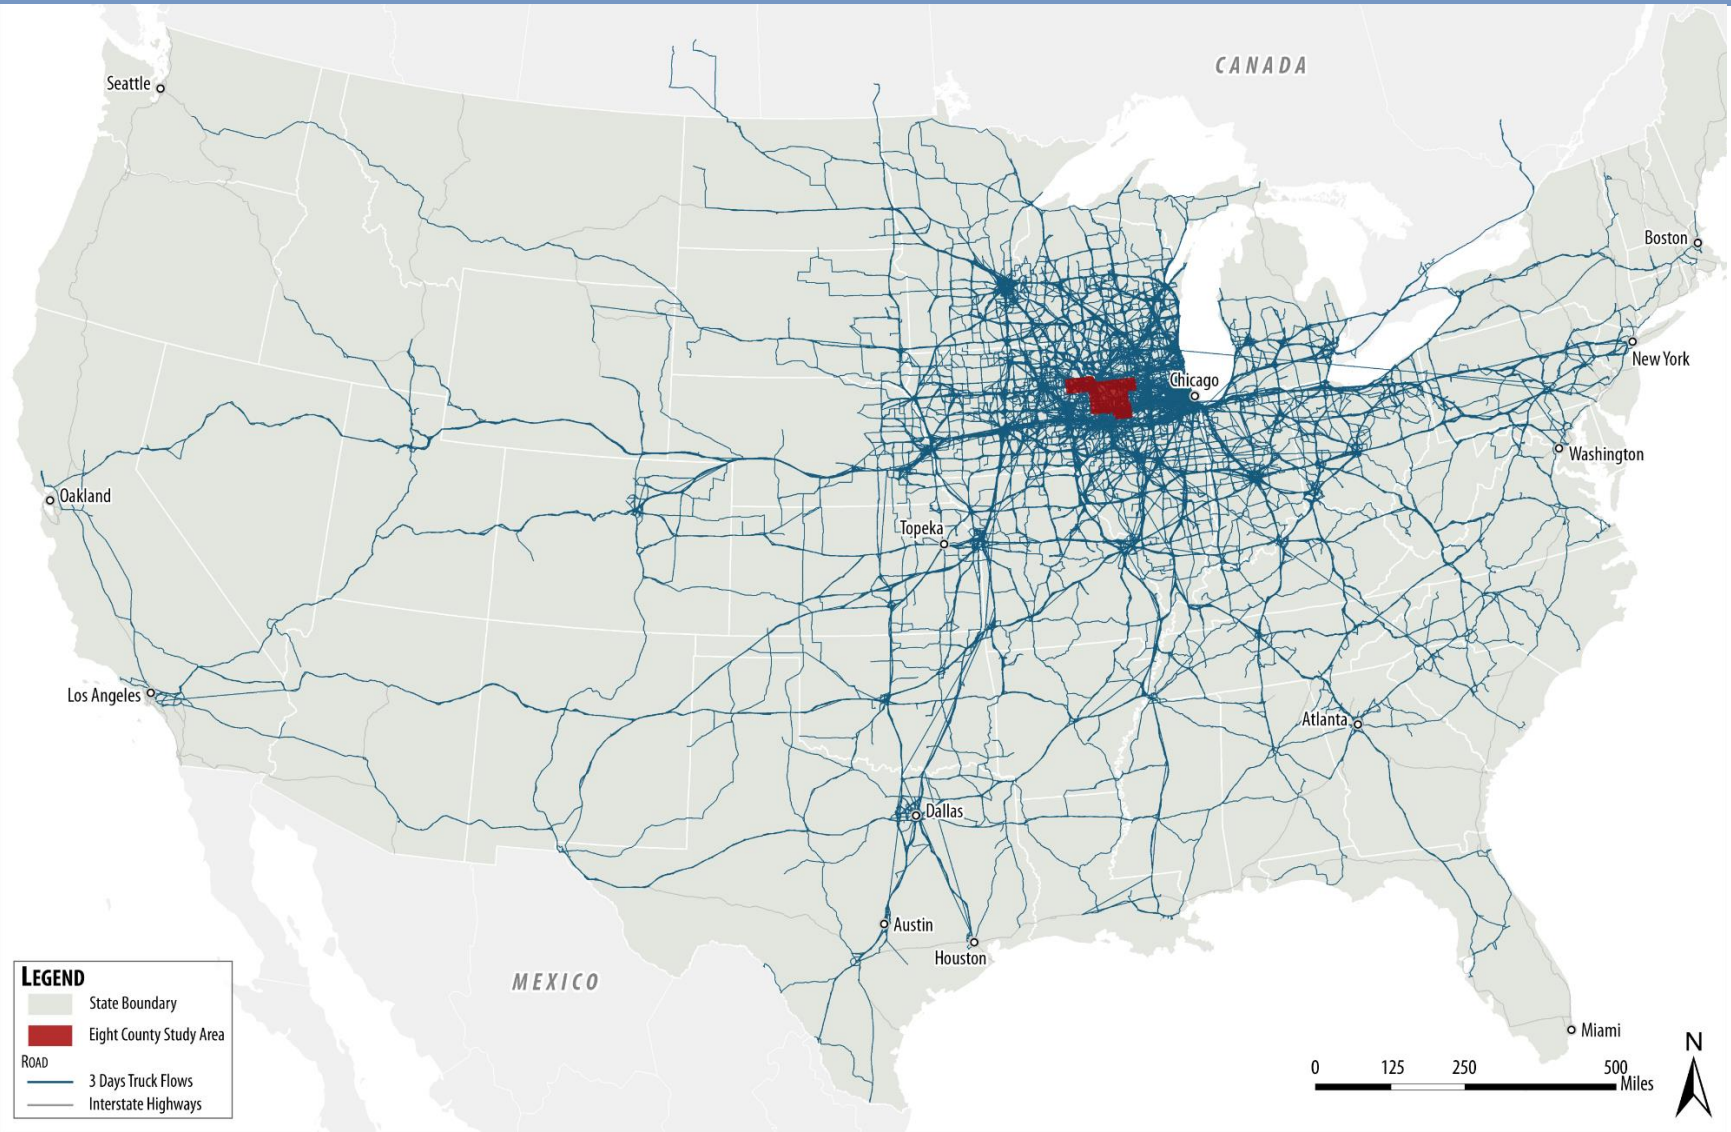 CANADA
Seattle
Boston
New York
Chicago
Washington
Oakland
Topeka
Los Angeles
Atlanta
Dallas
Austin
Houston
MEXICO
Miami
LEGEND
State Boundary
Eight County Study Area
ROAD
3 Days Truck Flows
Interstate Highways
N
0 125 250 500
Miles